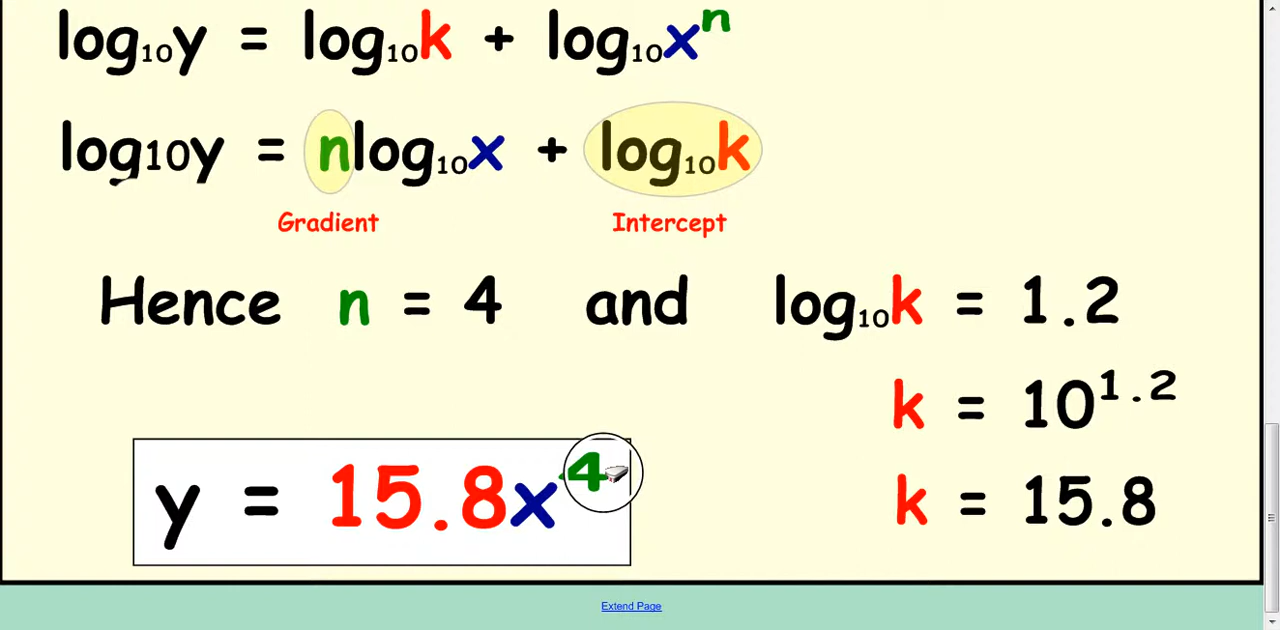 log₁₀y = log₁₀k + log₁₀xⁿ
log10y = nlog₁₀x + log₁₀k
Gradient Intercept
Hence n = 4 and log₁₀k = 1.2
k = 10¹·²
y = 15.8x⁴ k = 15.8
Extend Page